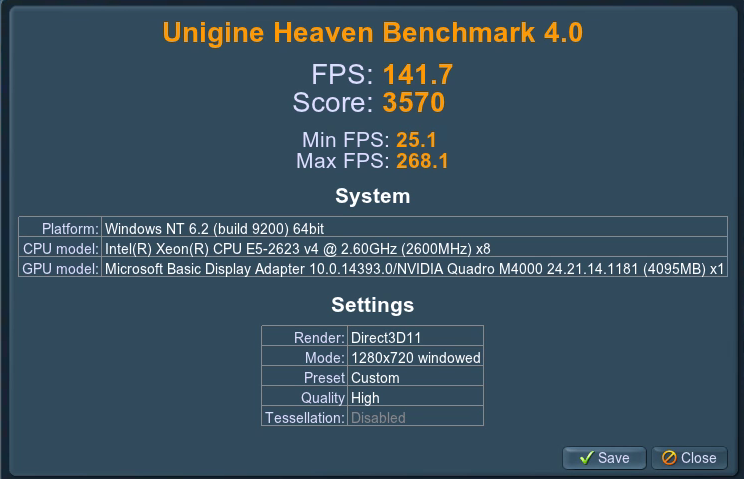 Unigine Heaven Benchmark 4.0
FPS: 141.7
Score: 3570
Min FPS: 25.1
Max FPS: 268.1
System
Platform: Windows NT 6.2 (build 9200) 64bit
CPU model: Intel(R) Xeon(R) CPU E5-2623 v4 @ 2.60GHz (2600MHz) x8
GPU model: Microsoft Basic Display Adapter 10.0.14393.0/NVIDIA Quadro M4000 24.21.14.1181 (4095MB) x1
Settings
Render: Direct3D11
Mode: 1280x720 windowed
Preset Custom
Quality High
Tessellation: Disabled
Save Close